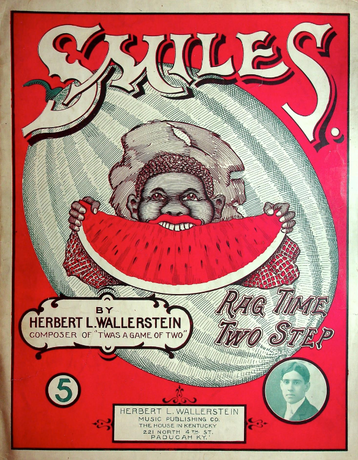 SMILES.
RAG TIME
TWO STEP
BY
HERBERT L. WALLERSTEIN
COMPOSER OF "TWAS A GAME OF TWO"
5
HERBERT L. WALLERSTEIN
MUSIC PUBLISHING CO.
THE HOUSE IN KENTUCKY
221 NORTH 4TH ST.
PADUCAH KY.